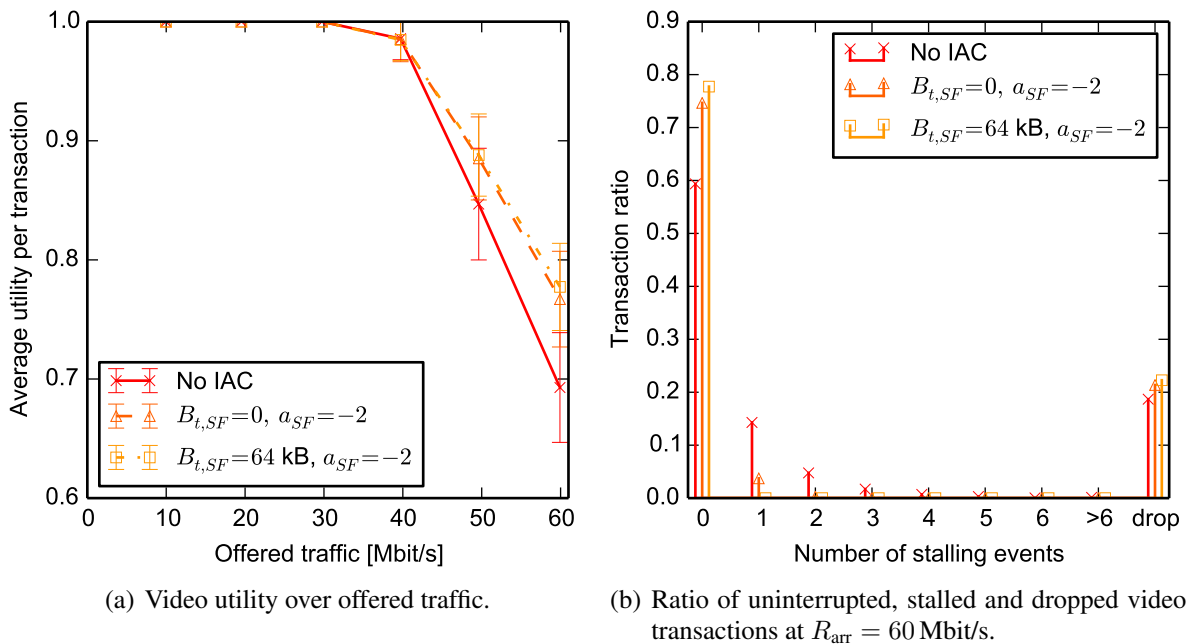 1.0
0.9
0.8
0.7
0.6
Average utility per transaction
No IAC
B_{t,SF}=0, a_{SF}=−2
B_{t,SF}=64 kB, a_{SF}=−2
0 10 20 30 40 50 60
Offered traffic [Mbit/s]
(a) Video utility over offered traffic.
0.9
0.8
0.7
0.6
0.5
0.4
0.3
0.2
0.1
0.0
Transaction ratio
No IAC
B_{t,SF}=0, a_{SF}=−2
B_{t,SF}=64 kB, a_{SF}=−2
0 1 2 3 4 5 6 >6 drop
Number of stalling events
(b) Ratio of uninterrupted, stalled and dropped video
transactions at R_{arr} = 60 Mbit/s.